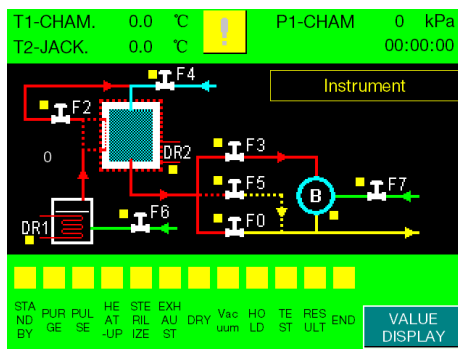 T1-CHAM. 0.0 ℃ ! P1-CHAM 0 kPa
T2-JACK. 0.0 ℃ 00:00:00
F4
Instrument
F2
F3
0
DR2
F5
B
F7
F6
F0
DR1
STA ND BY
PUR GE
PUL SE
HE AT -UP
STE RIL IZE
EXH AU ST
DRY
Vac uum
HO LD
TE ST
RES ULT
END
VALUE
DISPLAY